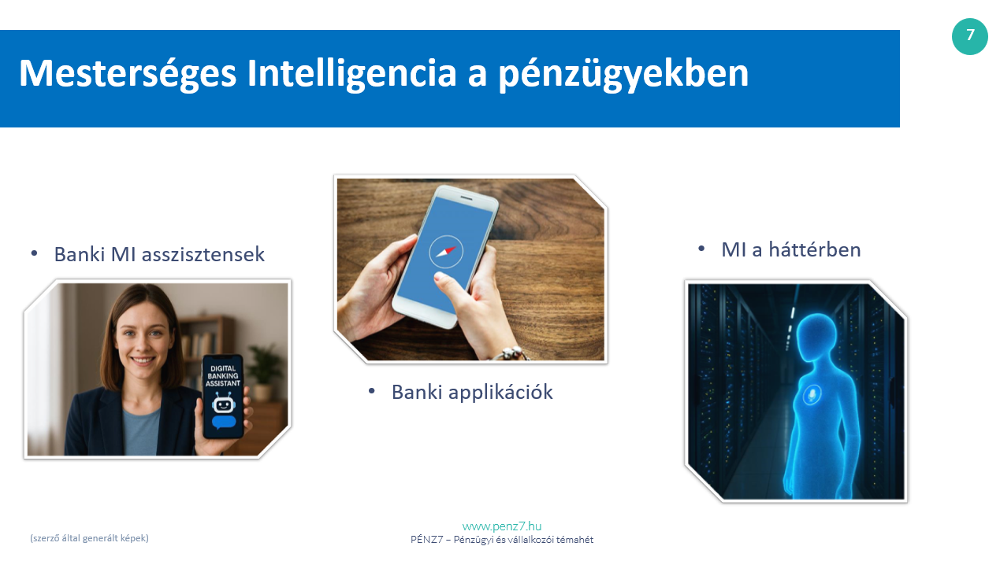 7
Mesterséges Intelligencia a pénzügyekben
• Banki MI asszisztensek
DIGITAL
BANKING
ASSISTANT
• Banki applikációk
• MI a háttérben
(szerző által generált képek)
www.penz7.hu
PÉNZ7 – Pénzügyi és vállalkozói témahét